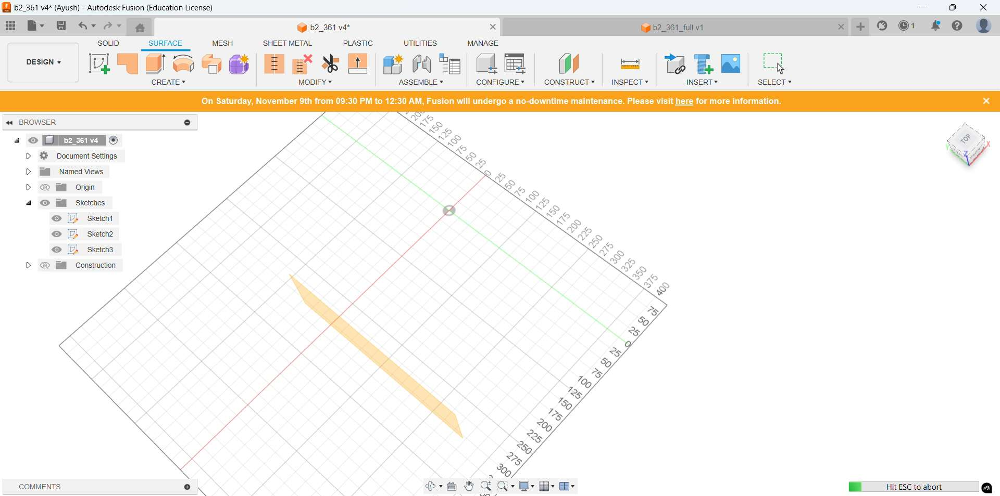 b2_361 v4* (Ayush) - Autodesk Fusion (Education License)
b2_361 v4*
b2_361_full v1
1
DESIGN
SOLID
SURFACE
MESH
SHEET METAL
PLASTIC
UTILITIES
MANAGE
CREATE
MODIFY
ASSEMBLE
CONFIGURE
CONSTRUCT
INSPECT
INSERT
SELECT
On Saturday, November 9th from 09:30 PM to 12:30 AM, Fusion will undergo a no-downtime maintenance. Please visit here for more information.
BROWSER
b2_361 v4
Document Settings
Named Views
Origin
Sketches
Sketch1
Sketch2
Sketch3
Construction
200
175
150
125
100
75
50
25
0
25
50
75
100
125
150
175
200
225
250
275
300
325
350
375
400
75
50
25
0
25
50
75
100
125
150
175
200
225
250
275
300
TOP
X
Y
Z
COMMENTS
Hit ESC to abort